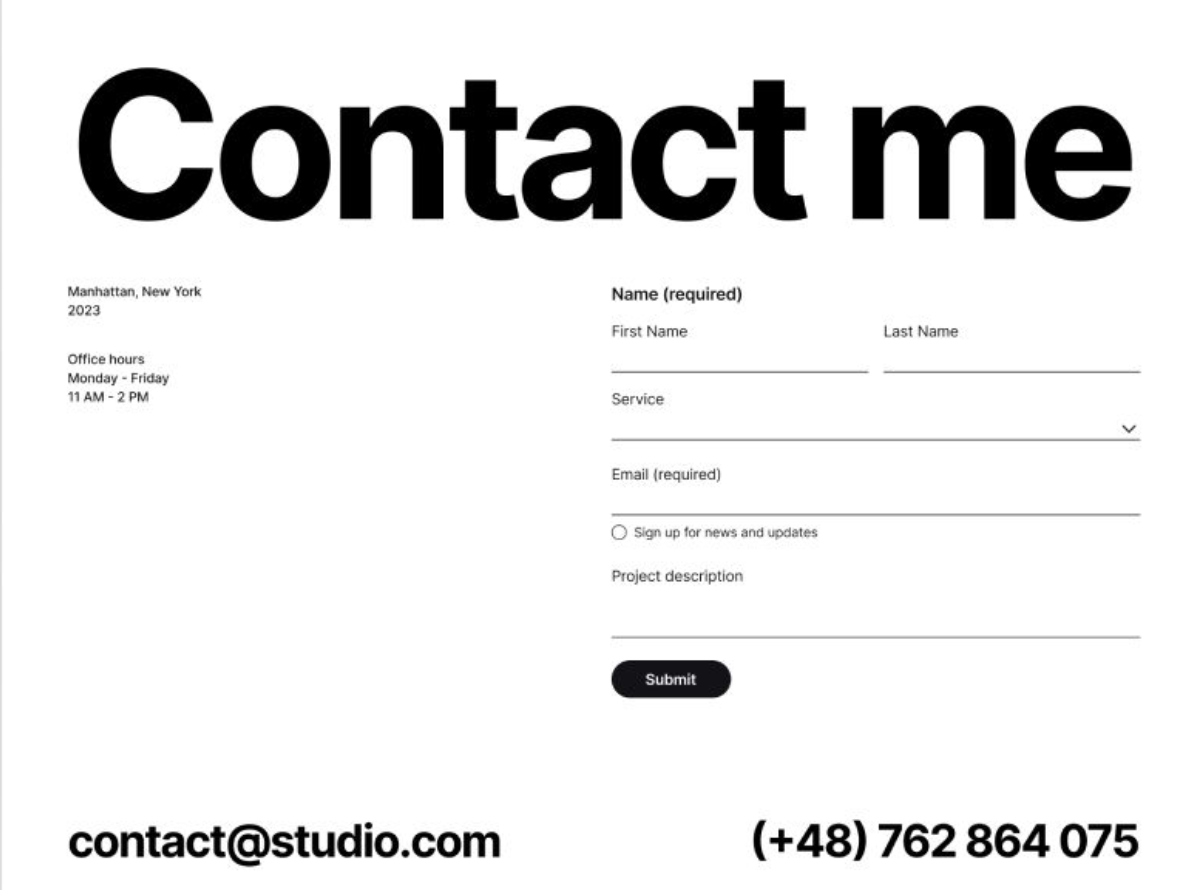 Contact me
Manhattan, New York
2023
Office hours
Monday - Friday
11 AM - 2 PM
Name (required)
First Name
Last Name
Service
Email (required)
Sign up for news and updates
Project description
Submit
contact@studio.com
(+48) 762 864 075